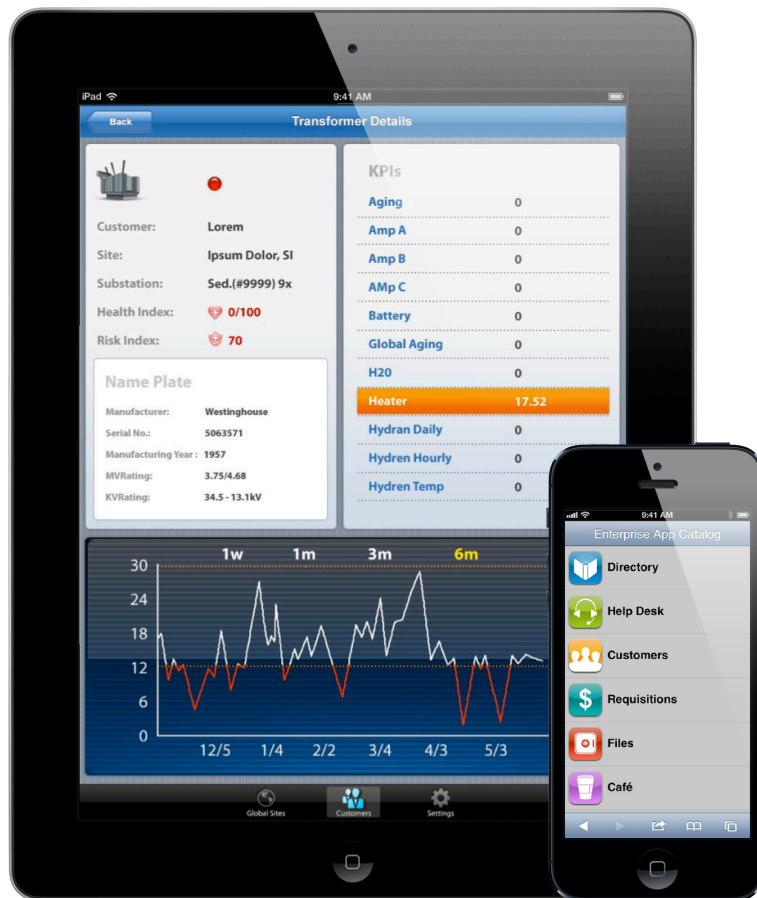 iPad 9:41 AM
Back Transformer Details
Customer: Lorem
Site: Ipsum Dolor, SI
Substation: Sed.(#9999) 9x
Health Index: 0/100
Risk Index: 70
Name Plate
Manufacturer: Westinghouse
Serial No.: 5063571
Manufacturing Year : 1957
MVRating: 3.75/4.68
KVRating: 34.5 - 13.1kV
KPIs
Aging 0
Amp A 0
Amp B 0
AMp C 0
Battery 0
Global Aging 0
H20 0
Heater 17.52
Hydran Daily 0
Hydren Hourly 0
Hydren Temp 0
1w 1m 3m 6m
30
24
18
12
6
0
12/5 1/4 2/2 3/4 4/3 5/3
Global Sites Customers Settings
9:41 AM
Enterprise App Catalog
Directory
Help Desk
Customers
$ Requisitions
Files
Café